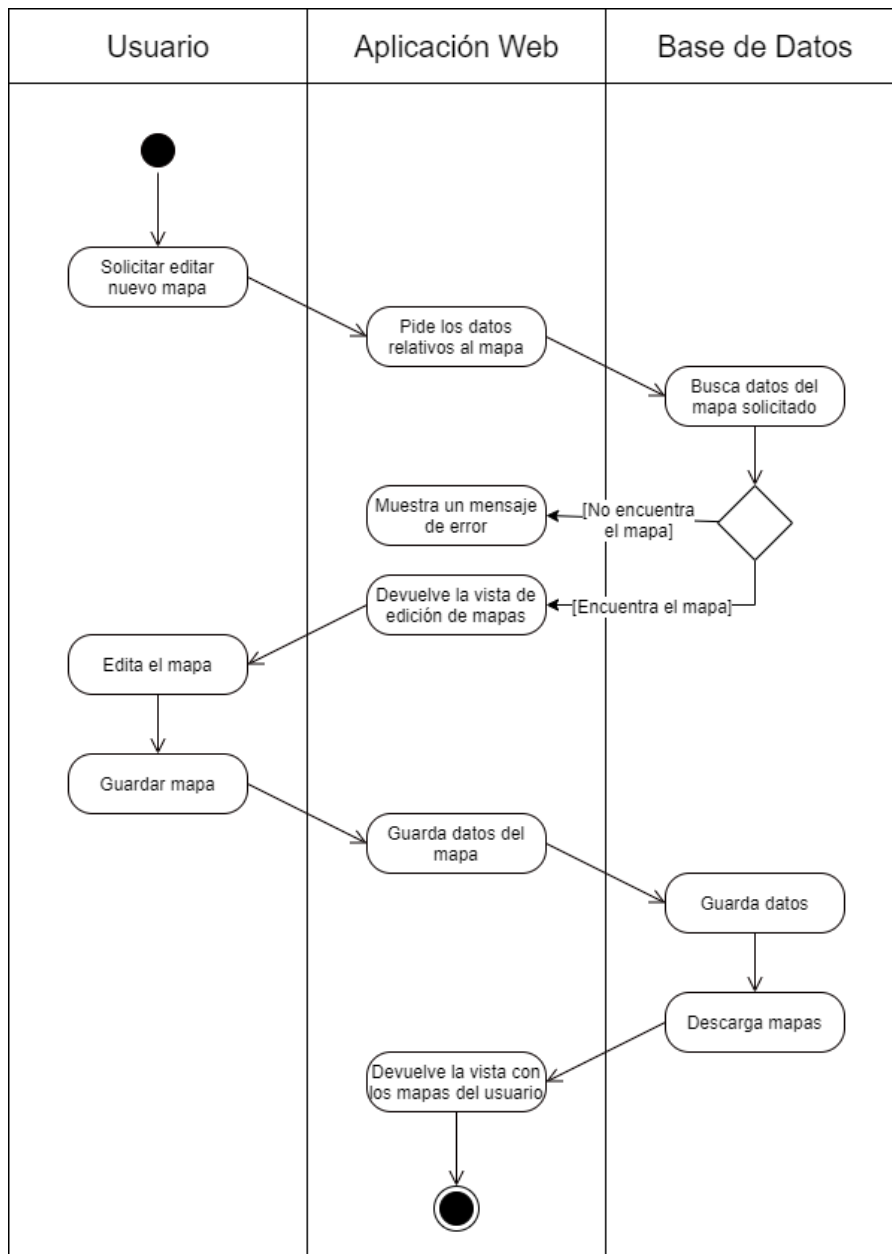 Usuario
Aplicación Web
Base de Datos
Solicitar editar
nuevo mapa
Pide los datos
relativos al mapa
Busca datos del
mapa solicitado
Muestra un mensaje
de error
[No encuentra
el mapa]
Devuelve la vista de
edición de mapas
[Encuentra el mapa]
Edita el mapa
Guardar mapa
Guarda datos del
mapa
Guarda datos
Descarga mapas
Devuelve la vista con
los mapas del usuario